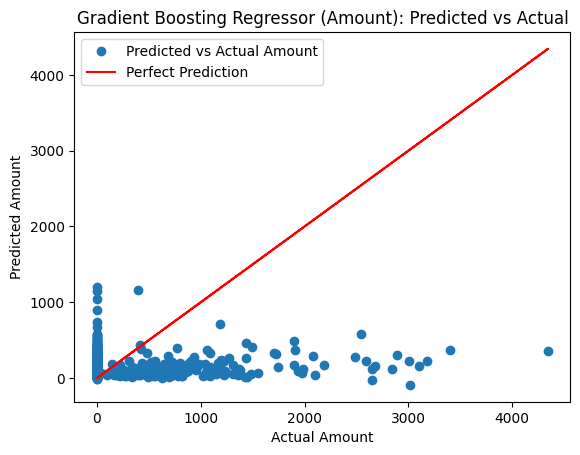 Gradient Boosting Regressor (Amount): Predicted vs Actual
Predicted vs Actual Amount
Perfect Prediction
Predicted Amount
4000
3000
2000
1000
0
0 1000 2000 3000 4000
Actual Amount